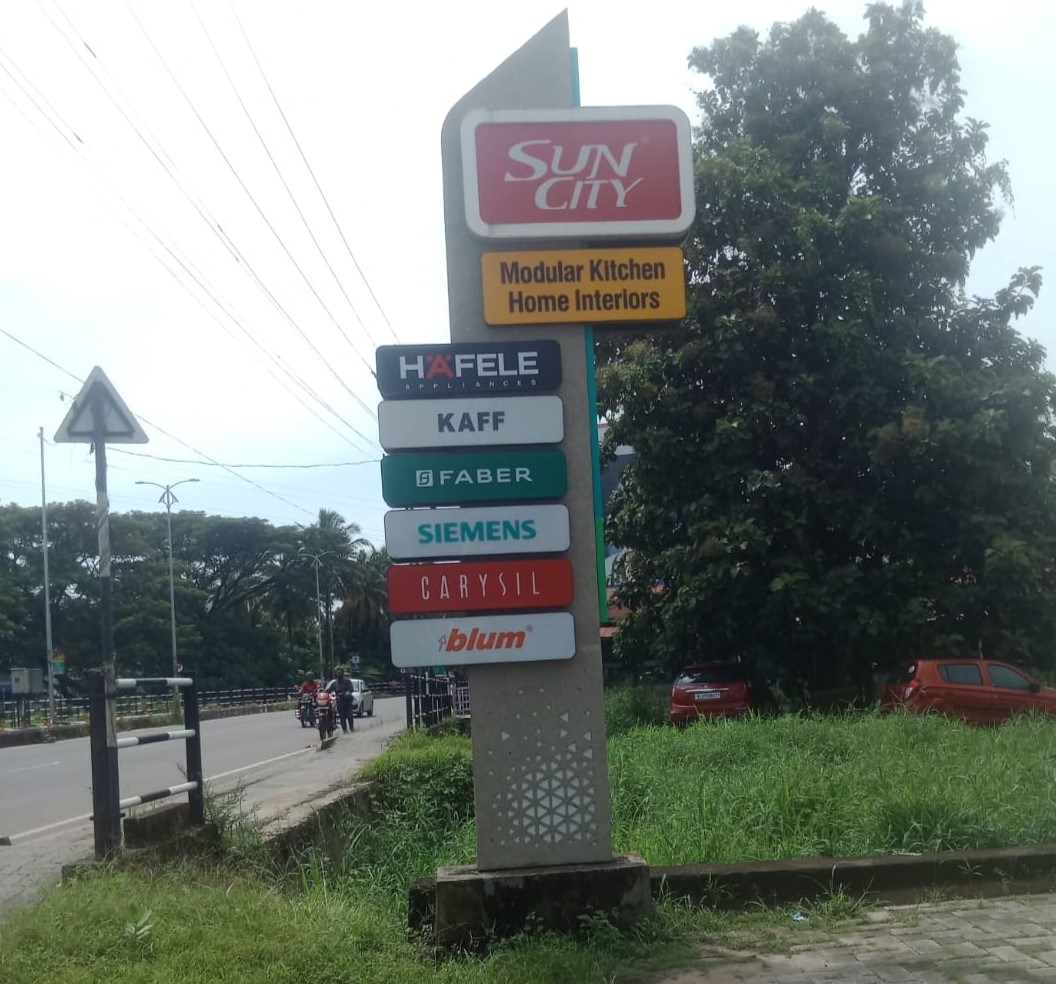 SUN
CITY
Modular Kitchen
Home Interiors
HÄFELE
APPLIANCES
KAFF
FABER
SIEMENS
CARYSIL
blum®